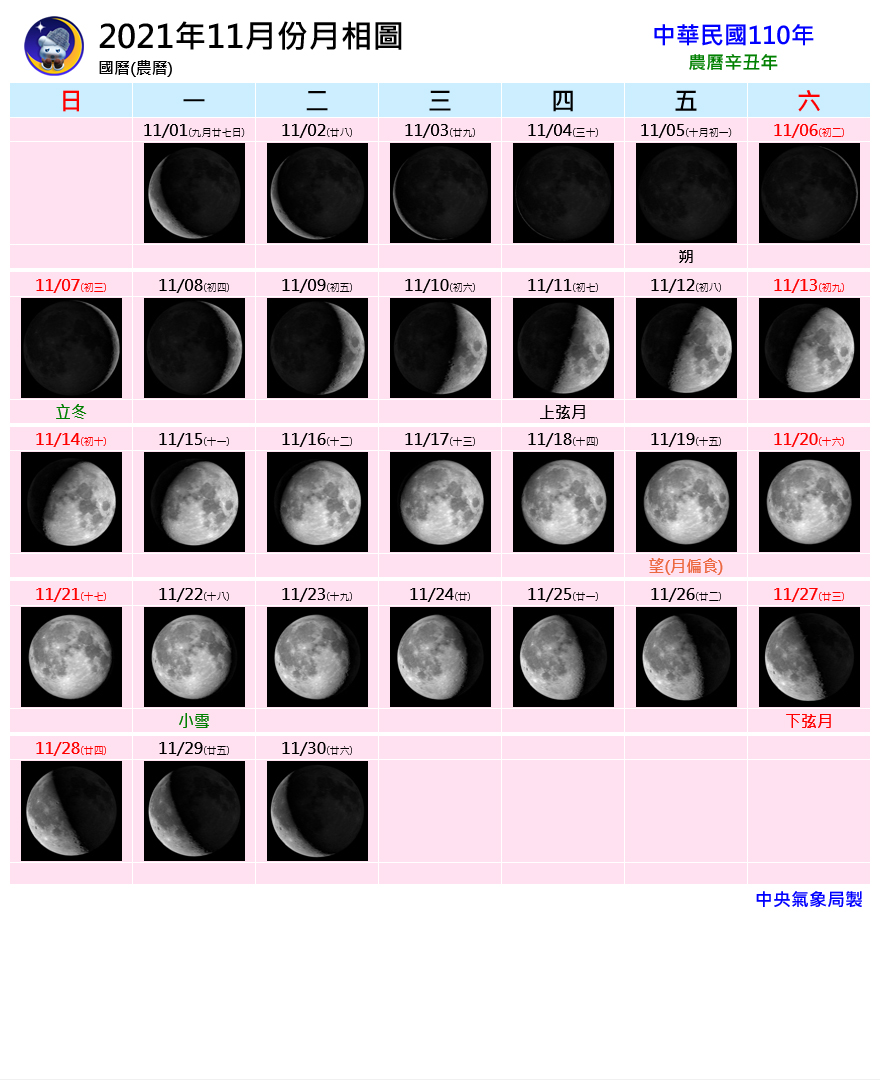 2021年11月份月相圖
中華民國110年
國曆(農曆)
農曆辛丑年
日 一 二 三 四 五 六
11/01(九月廿七日) 11/02(廿八) 11/03(廿九) 11/04(三十) 11/05(十月初一) 11/06(初二)
朔
11/07(初三) 11/08(初四) 11/09(初五) 11/10(初六) 11/11(初七) 11/12(初八) 11/13(初九)
立冬 上弦月
11/14(初十) 11/15(十一) 11/16(十二) 11/17(十三) 11/18(十四) 11/19(十五) 11/20(十六)
望(月偏食)
11/21(十七) 11/22(十八) 11/23(十九) 11/24(廿) 11/25(廿一) 11/26(廿二) 11/27(廿三)
小雪 下弦月
11/28(廿四) 11/29(廿五) 11/30(廿六)
中央氣象局製